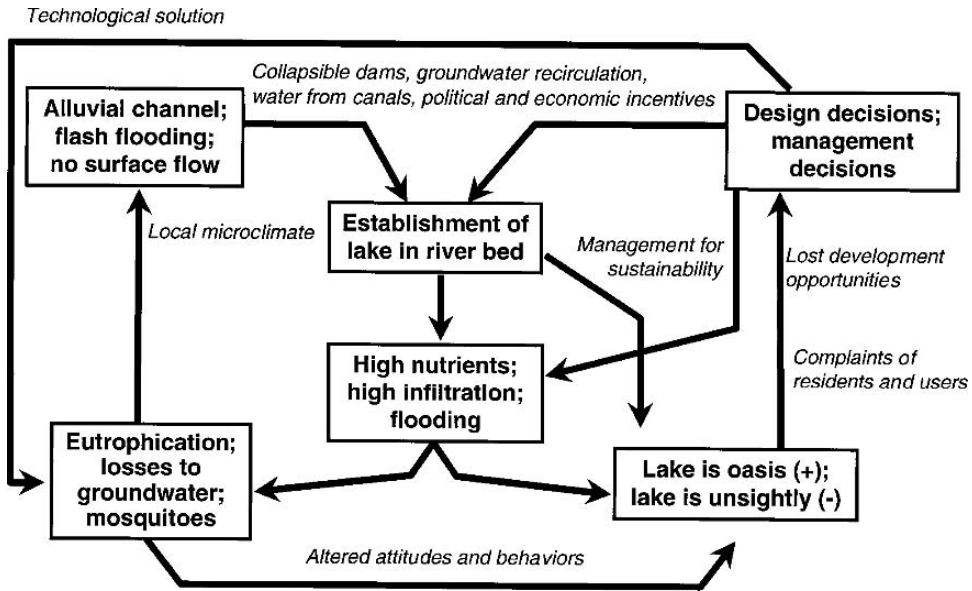 Technological solution
Collapsible dams, groundwater recirculation,
water from canals, political and economic incentives
Alluvial channel;
flash flooding;
no surface flow
Design decisions;
management
decisions
Local microclimate
Establishment of
lake in river bed
Management for
sustainability
Lost development
opportunities
High nutrients;
high infiltration;
flooding
Complaints of
residents and users
Eutrophication;
losses to
groundwater;
mosquitoes
Lake is oasis (+);
lake is unsightly (-)
Altered attitudes and behaviors